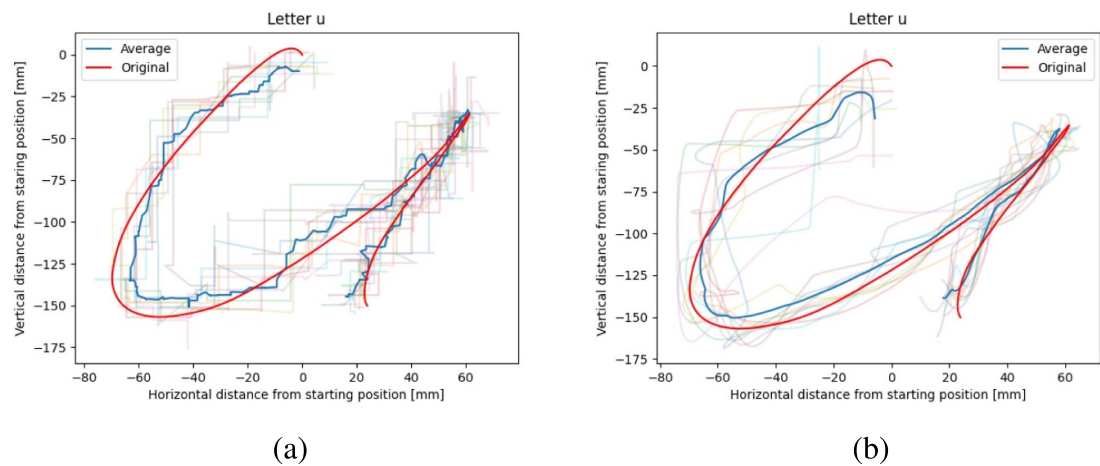 Letter u
Average
Original
0
−25
−50
−75
−100
−125
−150
−175
Vertical distance from staring position [mm]
−80 −60 −40 −20 0 20 40 60
Horizontal distance from starting position [mm]
(a)
Letter u
Average
Original
0
−25
−50
−75
−100
−125
−150
−175
Vertical distance from staring position [mm]
−80 −60 −40 −20 0 20 40 60
Horizontal distance from starting position [mm]
(b)